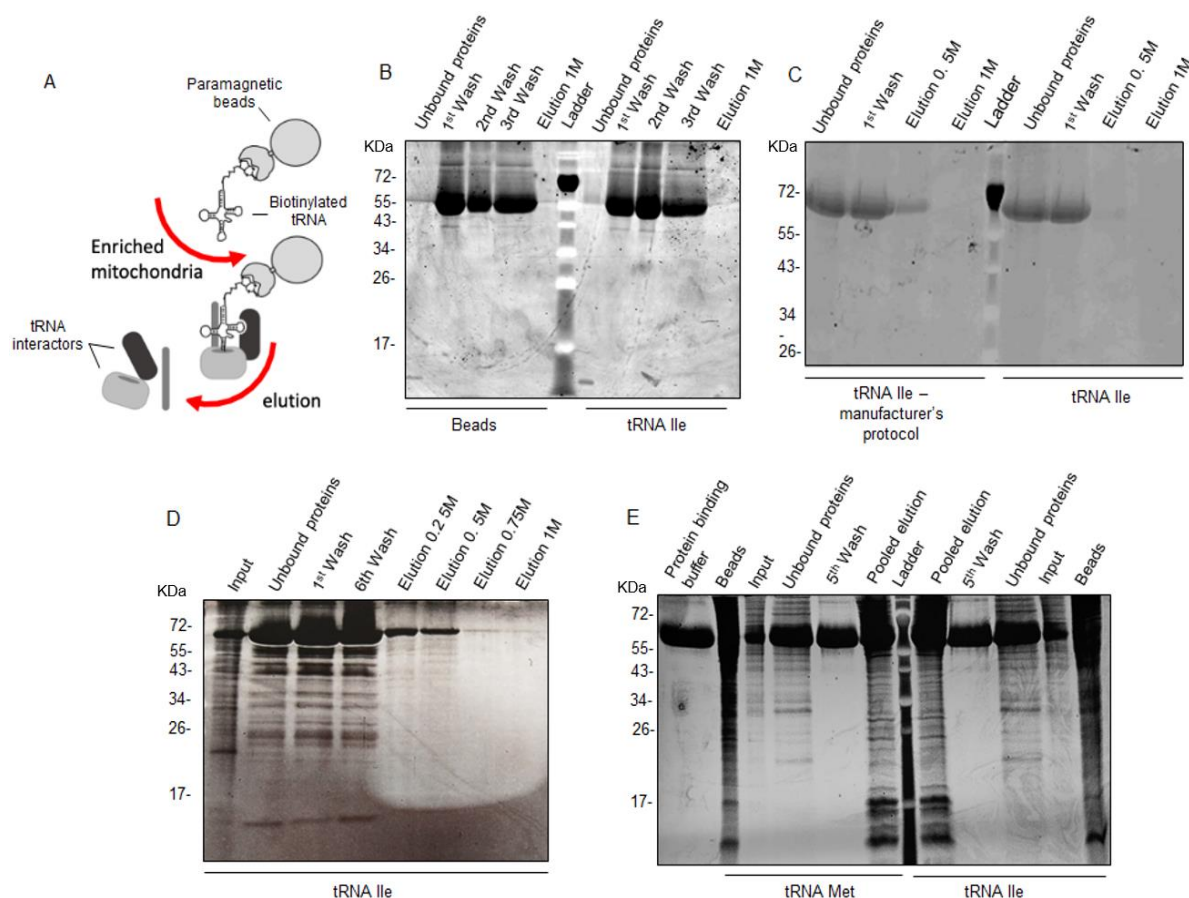 A
Paramagnetic
beads
Biotinylated
tRNA
Enriched
mitochondria
tRNA
interactors
elution
B
Unbound proteins
1st Wash
2nd Wash
3rd Wash
Elution 1M
Ladder
Unbound proteins
1st Wash
2nd Wash
3rd Wash
Elution 1M
KDa
72-
55-
43-
34-
26-
17-
Beads
tRNA Ile
C
Unbound proteins
1st Wash
Elution 0. 5M
Elution 1M
Ladder
Unbound proteins
1st Wash
Elution 0. 5M
Elution 1M
KDa
72-
55-
43-
34
-
26-
tRNA Ile –
manufacturer's
protocol
tRNA Ile
D
Input
Unbound proteins
1st Wash
6th Wash
Elution 0.2 5M
Elution 0. 5M
Elution 0.75M
Elution 1M
KDa
72-
55-
43-
34-
26-
17-
tRNA Ile
E
Protein binding
buffer
Beads
Input
Unbound proteins
5th Wash
Pooled elution
Ladder
Pooled elution
5th Wash
Unbound proteins
Input
Beads
KDa
72-
55-
43-
34-
26-
17-
tRNA Met
tRNA Ile